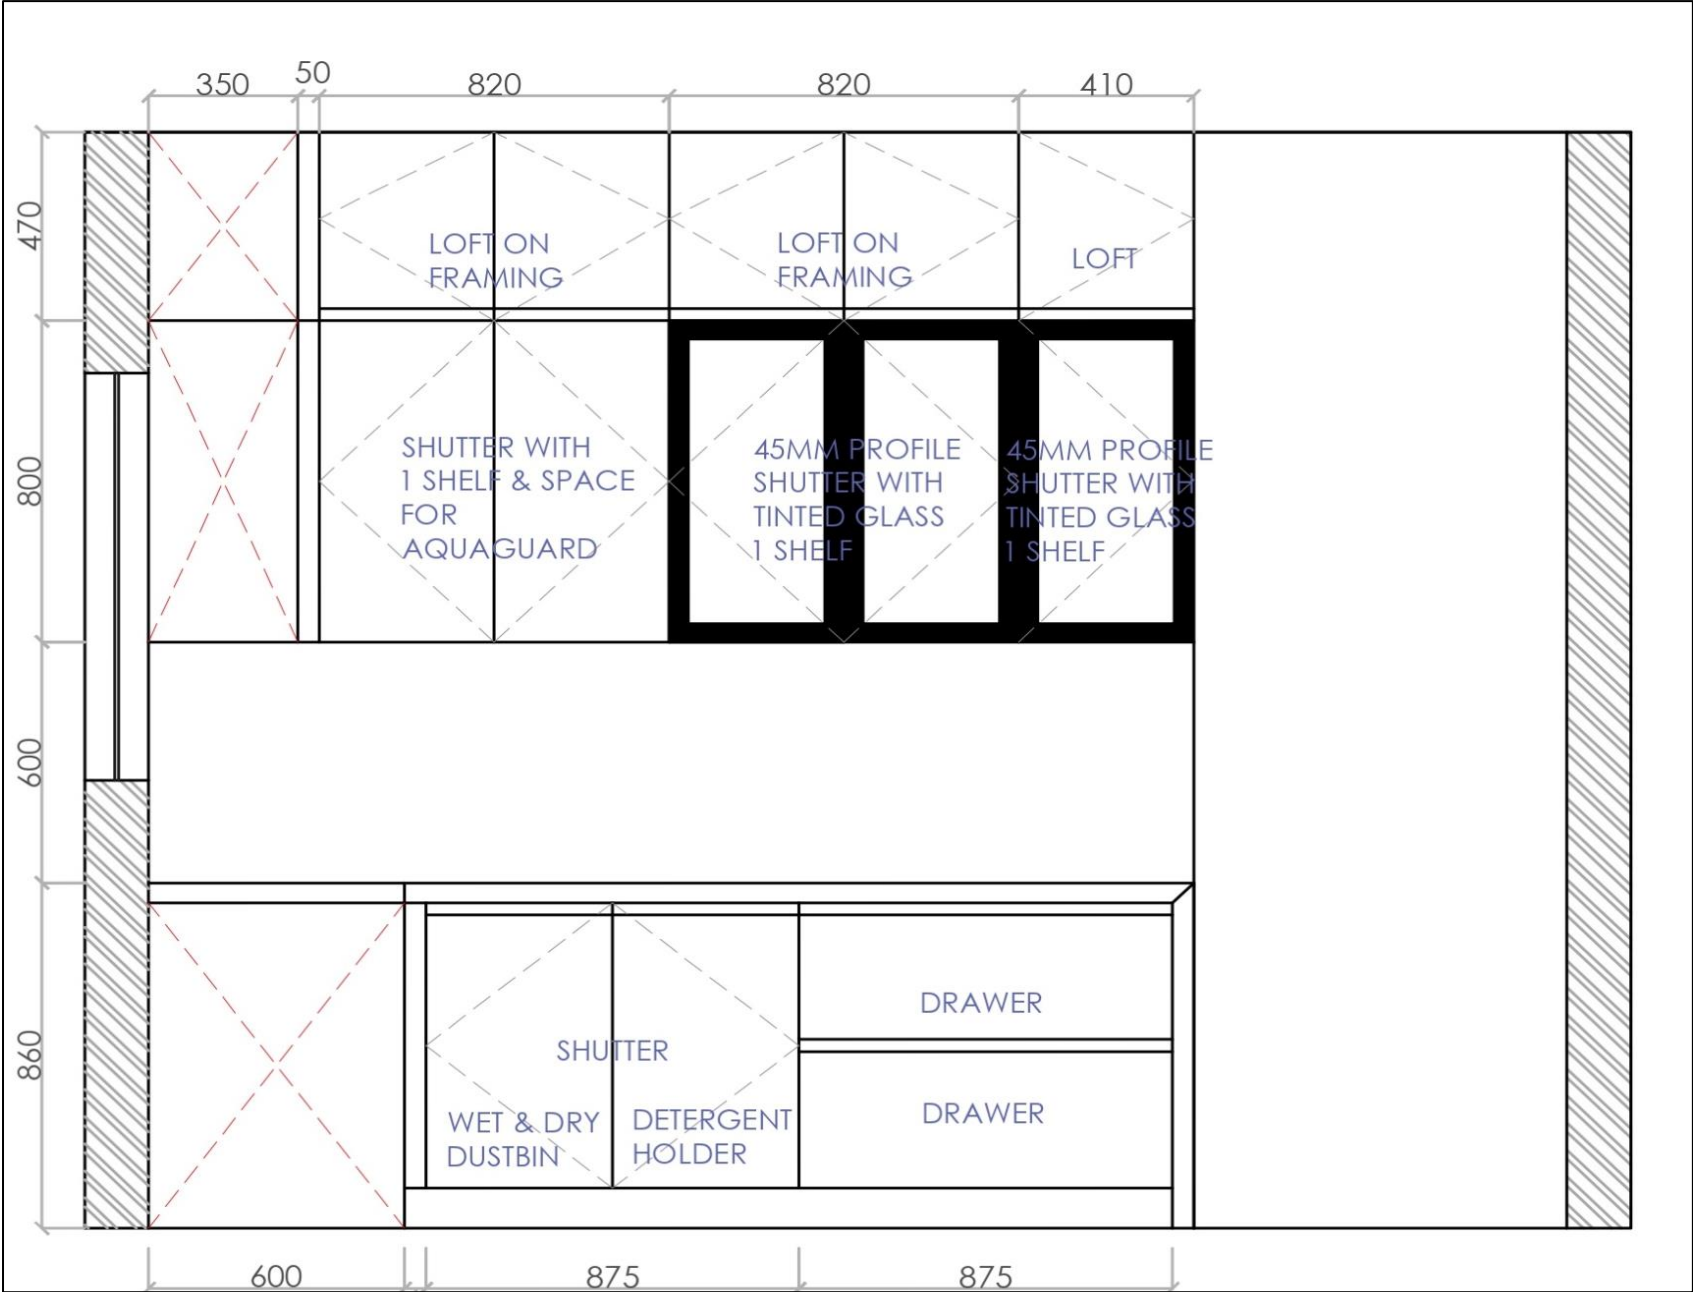 350
50
820
820
410
470
LOFT ON
FRAMING
LOFT ON
FRAMING
LOFT
800
SHUTTER WITH
1 SHELF & SPACE
FOR
AQUAGUARD
45MM PROFILE
SHUTTER WITH
TINTED GLASS
1 SHELF
45MM PROFILE
SHUTTER WITH
TINTED GLASS
1 SHELF
600
860
SHUTTER
WET & DRY
DUSTBIN
DETERGENT
HOLDER
DRAWER
DRAWER
600
875
875